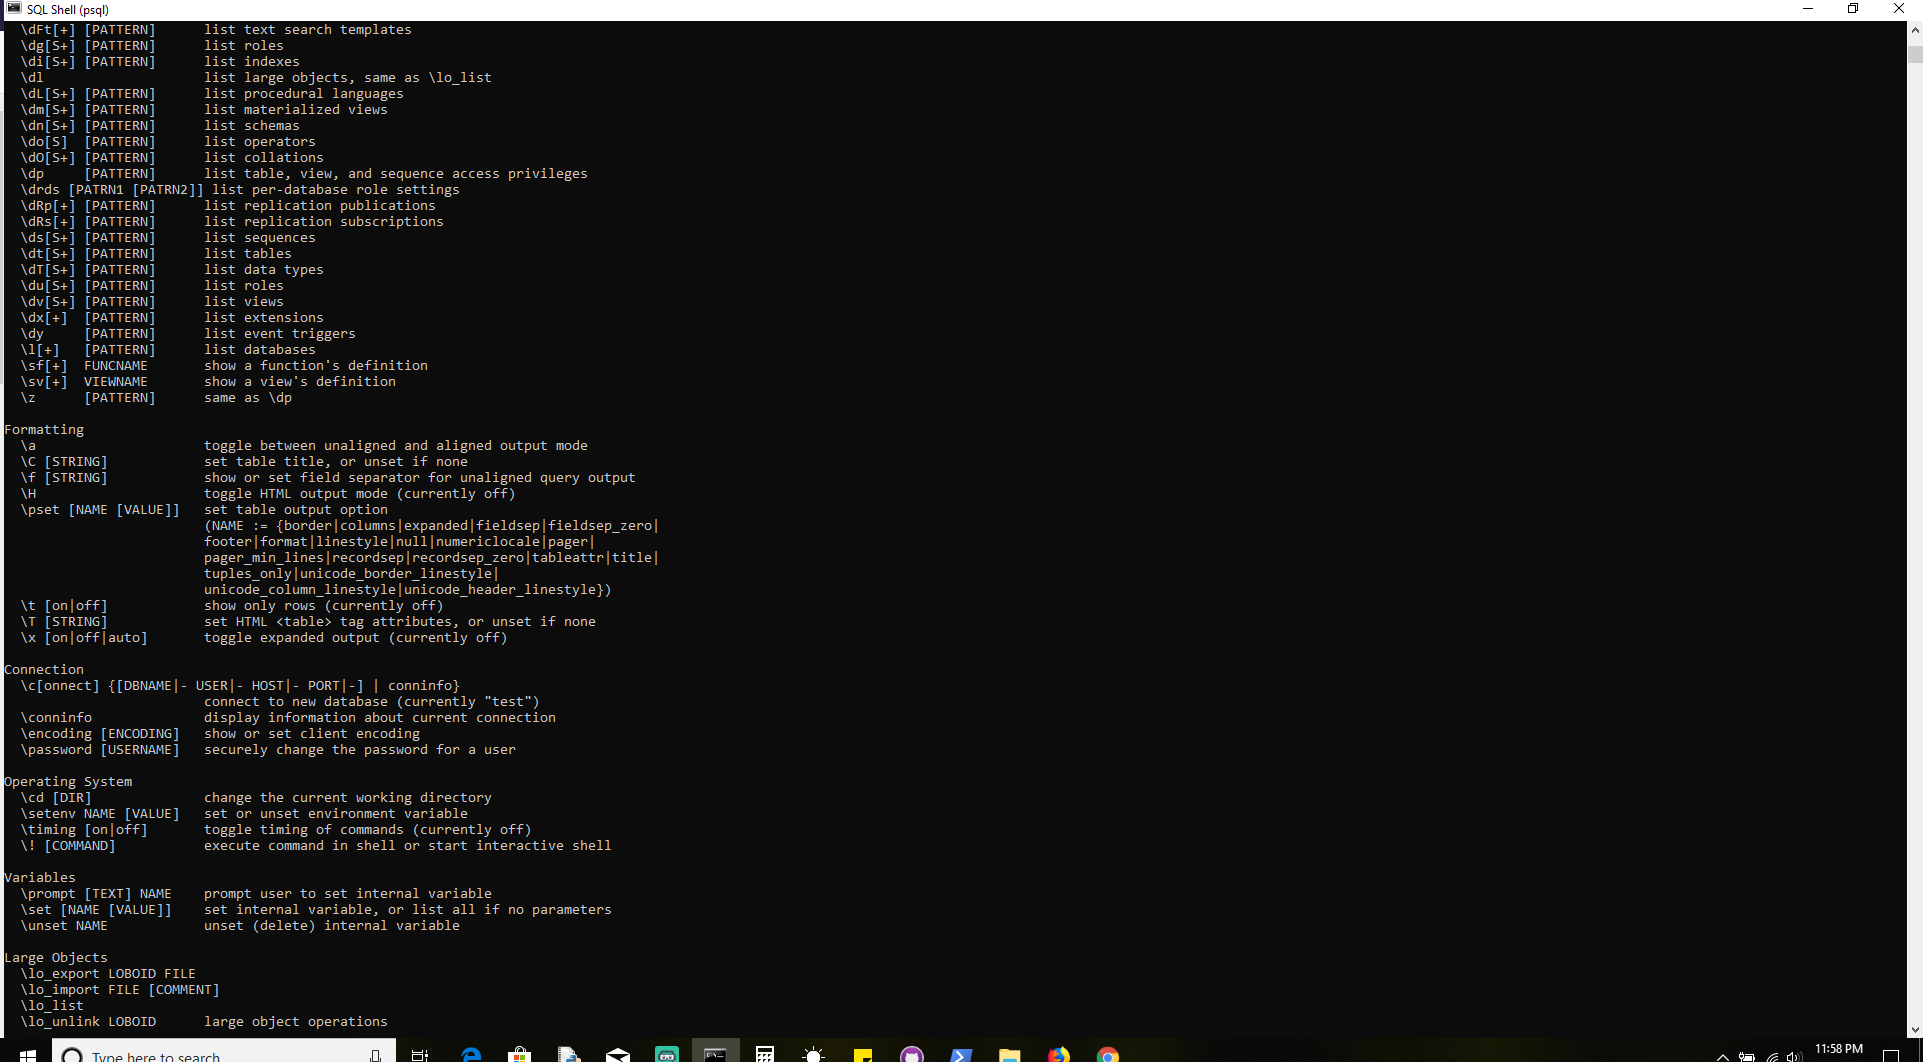 SQL Shell (psql)
  \dFt[+] [PATTERN]      list text search templates
  \dg[S+] [PATTERN]      list roles
  \di[S+] [PATTERN]      list indexes
  \dl                    list large objects, same as \lo_list
  \dL[S+] [PATTERN]      list procedural languages
  \dm[S+] [PATTERN]      list materialized views
  \dn[S+] [PATTERN]      list schemas
  \do[S]  [PATTERN]      list operators
  \dO[S+] [PATTERN]      list collations
  \dp     [PATTERN]      list table, view, and sequence access privileges
  \drds [PATRN1 [PATRN2]] list per-database role settings
  \dRp[+] [PATTERN]      list replication publications
  \dRs[+] [PATTERN]      list replication subscriptions
  \ds[S+] [PATTERN]      list sequences
  \dt[S+] [PATTERN]      list tables
  \dT[S+] [PATTERN]      list data types
  \du[S+] [PATTERN]      list roles
  \dv[S+] [PATTERN]      list views
  \dx[+]  [PATTERN]      list extensions
  \dy     [PATTERN]      list event triggers
  \l[+]   [PATTERN]      list databases
  \sf[+]  FUNCNAME       show a function's definition
  \sv[+]  VIEWNAME       show a view's definition
  \z      [PATTERN]      same as \dp
Formatting
  \a                     toggle between unaligned and aligned output mode
  \C [STRING]            set table title, or unset if none
  \f [STRING]            show or set field separator for unaligned query output
  \H                     toggle HTML output mode (currently off)
  \pset [NAME [VALUE]]   set table output option
                         (NAME := {border|columns|expanded|fieldsep|fieldsep_zero|
                         footer|format|linestyle|null|numericlocale|pager|
                         pager_min_lines|recordsep|recordsep_zero|tableattr|title|
                         tuples_only|unicode_border_linestyle|
                         unicode_column_linestyle|unicode_header_linestyle})
  \t [on|off]            show only rows (currently off)
  \T [STRING]            set HTML <table> tag attributes, or unset if none
  \x [on|off|auto]       toggle expanded output (currently off)
Connection
  \c[onnect] {[DBNAME|- USER|- HOST|- PORT|-] | conninfo}
                         connect to new database (currently "test")
  \conninfo              display information about current connection
  \encoding [ENCODING]   show or set client encoding
  \password [USERNAME]   securely change the password for a user
Operating System
  \cd [DIR]              change the current working directory
  \setenv NAME [VALUE]   set or unset environment variable
  \timing [on|off]       toggle timing of commands (currently off)
  \! [COMMAND]           execute command in shell or start interactive shell
Variables
  \prompt [TEXT] NAME    prompt user to set internal variable
  \set [NAME [VALUE]]    set internal variable, or list all if no parameters
  \unset NAME            unset (delete) internal variable
Large Objects
  \lo_export LOBOID FILE
  \lo_import FILE [COMMENT]
  \lo_list
  \lo_unlink LOBOID      large object operations
Type here to search
11:58 PM